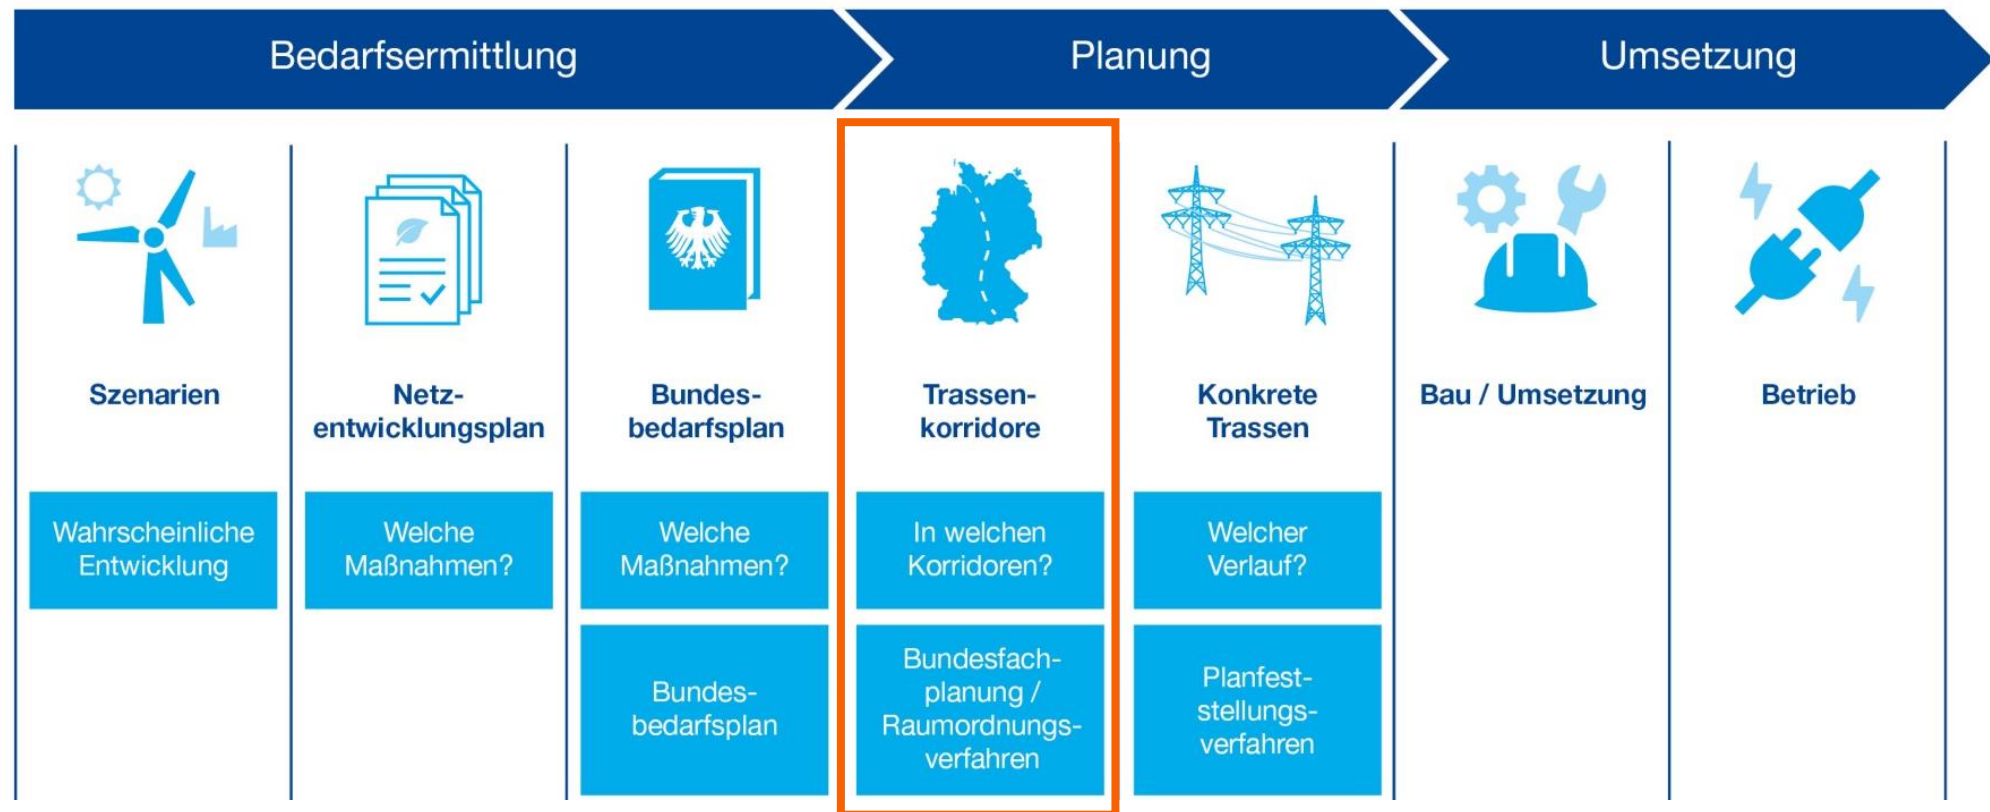 Bedarfsermittlung
Planung
Umsetzung
Szenarien
Netz-
entwicklungsplan
Bundes-
bedarfsplan
Trassen-
korridore
Konkrete
Trassen
Bau / Umsetzung
Betrieb
Wahrscheinliche
Entwicklung
Welche
Maßnahmen?
Welche
Maßnahmen?
In welchen
Korridoren?
Welcher
Verlauf?
Bundes-
bedarfsplan
Bundesfach-
planung /
Raumordnungs-
verfahren
Planfest-
stellungs-
verfahren